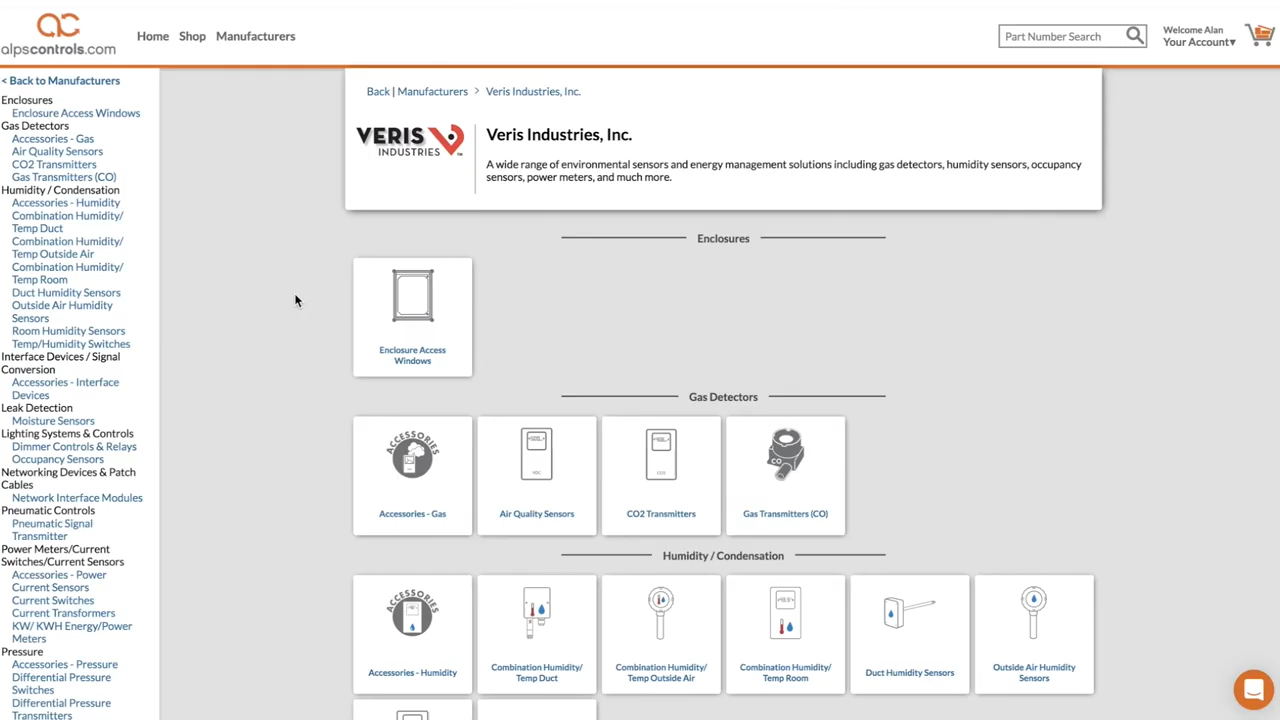 alpscontrols.com
Home Shop Manufacturers
Part Number Search
Welcome Alan
Your Account▾
< Back to Manufacturers
Enclosures
Enclosure Access Windows
Gas Detectors
Accessories - Gas
Air Quality Sensors
CO2 Transmitters
Gas Transmitters (CO)
Humidity / Condensation
Accessories - Humidity
Combination Humidity/
Temp Duct
Combination Humidity/
Temp Outside Air
Combination Humidity/
Temp Room
Duct Humidity Sensors
Outside Air Humidity
Sensors
Room Humidity Sensors
Temp/Humidity Switches
Interface Devices / Signal
Conversion
Accessories - Interface
Devices
Leak Detection
Moisture Sensors
Lighting Systems & Controls
Dimmer Controls & Relays
Occupancy Sensors
Networking Devices & Patch
Cables
Network Interface Modules
Pneumatic Controls
Pneumatic Signal
Transmitter
Power Meters/Current
Switches/Current Sensors
Accessories - Power
Current Sensors
Current Switches
Current Transformers
KW/ KWH Energy/Power
Meters
Pressure
Accessories - Pressure
Differential Pressure
Switches
Differential Pressure
Transmitters
Back | Manufacturers > Veris Industries, Inc.
VERIS
INDUSTRIES™
Veris Industries, Inc.
A wide range of environmental sensors and energy management solutions including gas detectors, humidity sensors, occupancy
sensors, power meters, and much more.
Enclosures
Enclosure Access
Windows
Gas Detectors
ACCESSORIES
VOC
CO2
CO
Accessories - Gas
Air Quality Sensors
CO2 Transmitters
Gas Transmitters (CO)
Humidity / Condensation
ACCESSORIES
Accessories - Humidity
Combination Humidity/
Temp Duct
Combination Humidity/
Temp Outside Air
Combination Humidity/
Temp Room
Duct Humidity Sensors
Outside Air Humidity
Sensors